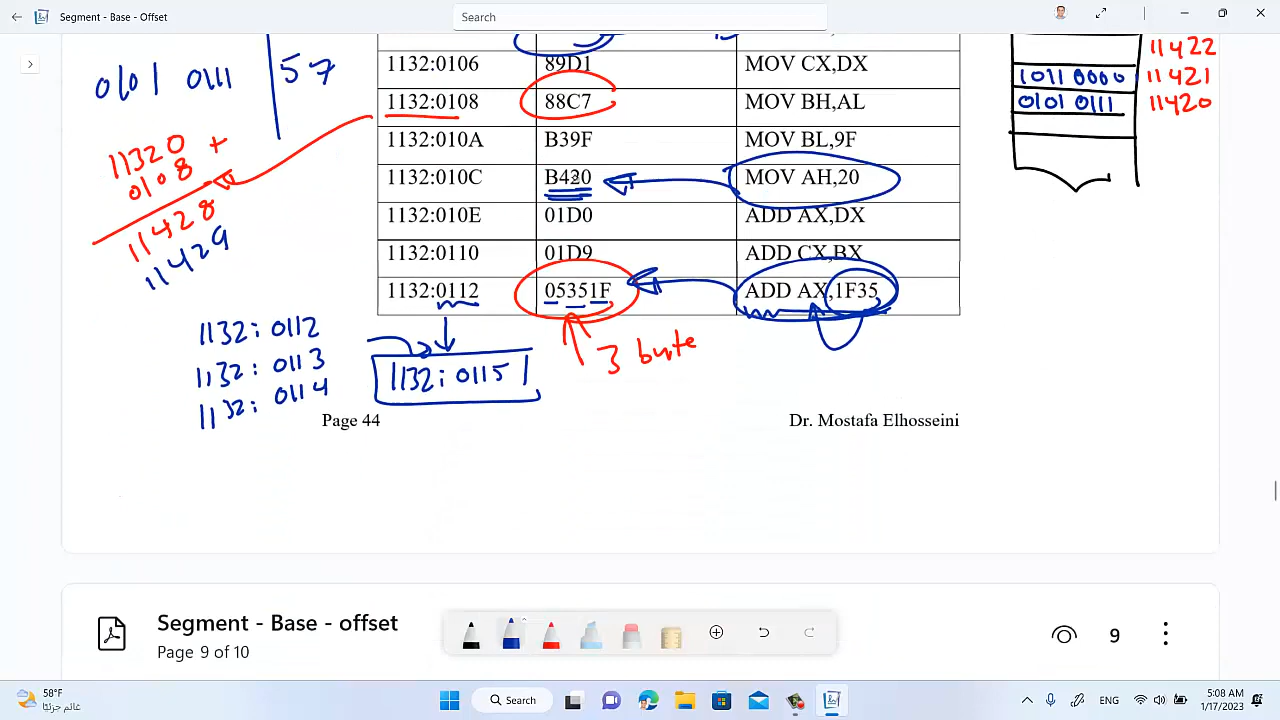 Segment - Base - Offset
Search
0101 0111 57
1132:0106 89D1 MOV CX,DX
1132:0108 88C7 MOV BH,AL
1132:010A B39F MOV BL,9F
1132:010C B420 MOV AH,20
1132:010E 01D0 ADD AX,DX
1132:0110 01D9 ADD CX,BX
1132:0112 05351F ADD AX,1F35
11422
1011 0000 11421
0101 0111 11420
11320 +
0108
11428
11429
1132: 0112
1132: 0113
1132: 0114
1132: 0115
3 byte
Page 44 Dr. Mostafa Elhosseini
Segment - Base - offset
Page 9 of 10
9
58°F
غائم جزئيًا
Search
ENG
5:08 AM
1/17/2023